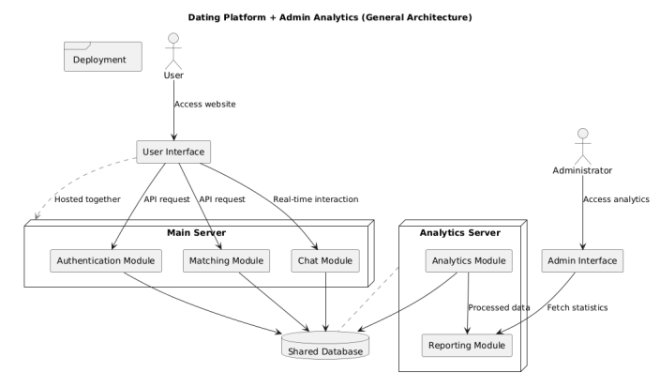 Dating Platform + Admin Analytics (General Architecture)
Deployment
User
Access website
User Interface
Administrator
Hosted together
API request
API request
Real-time interaction
Access analytics
Main Server
Analytics Server
Authentication Module
Matching Module
Chat Module
Analytics Module
Admin Interface
Processed data
Fetch statistics
Shared Database
Reporting Module